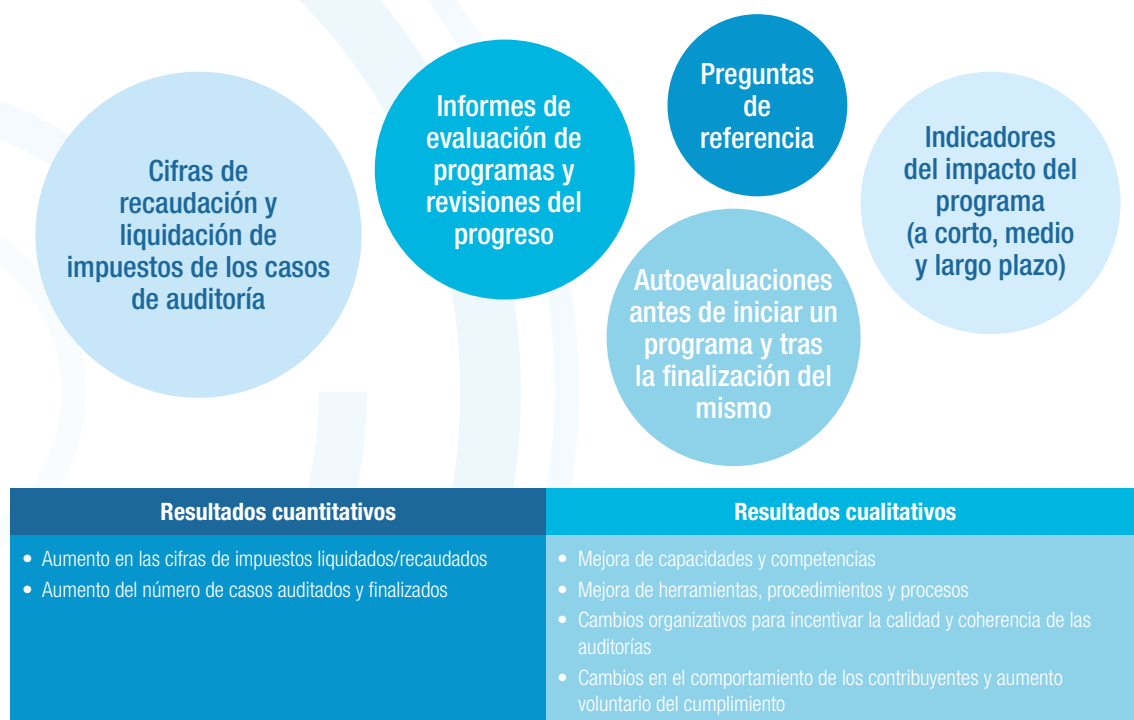 Cifras de
recaudación y
liquidación de
impuestos de los casos
de auditoría
Informes de
evaluación de
programas y
revisiones del
progreso
Preguntas
de
referencia
Autoevaluaciones
antes de iniciar un
programa y tras
la finalización del
mismo
Indicadores
del impacto del
programa
(a corto, medio
y largo plazo)
Resultados cuantitativos
• Aumento en las cifras de impuestos liquidados/recaudados
• Aumento del número de casos auditados y finalizados
Resultados cualitativos
• Mejora de capacidades y competencias
• Mejora de herramientas, procedimientos y procesos
• Cambios organizativos para incentivar la calidad y coherencia de las
auditorías
• Cambios en el comportamiento de los contribuyentes y aumento
voluntario del cumplimiento